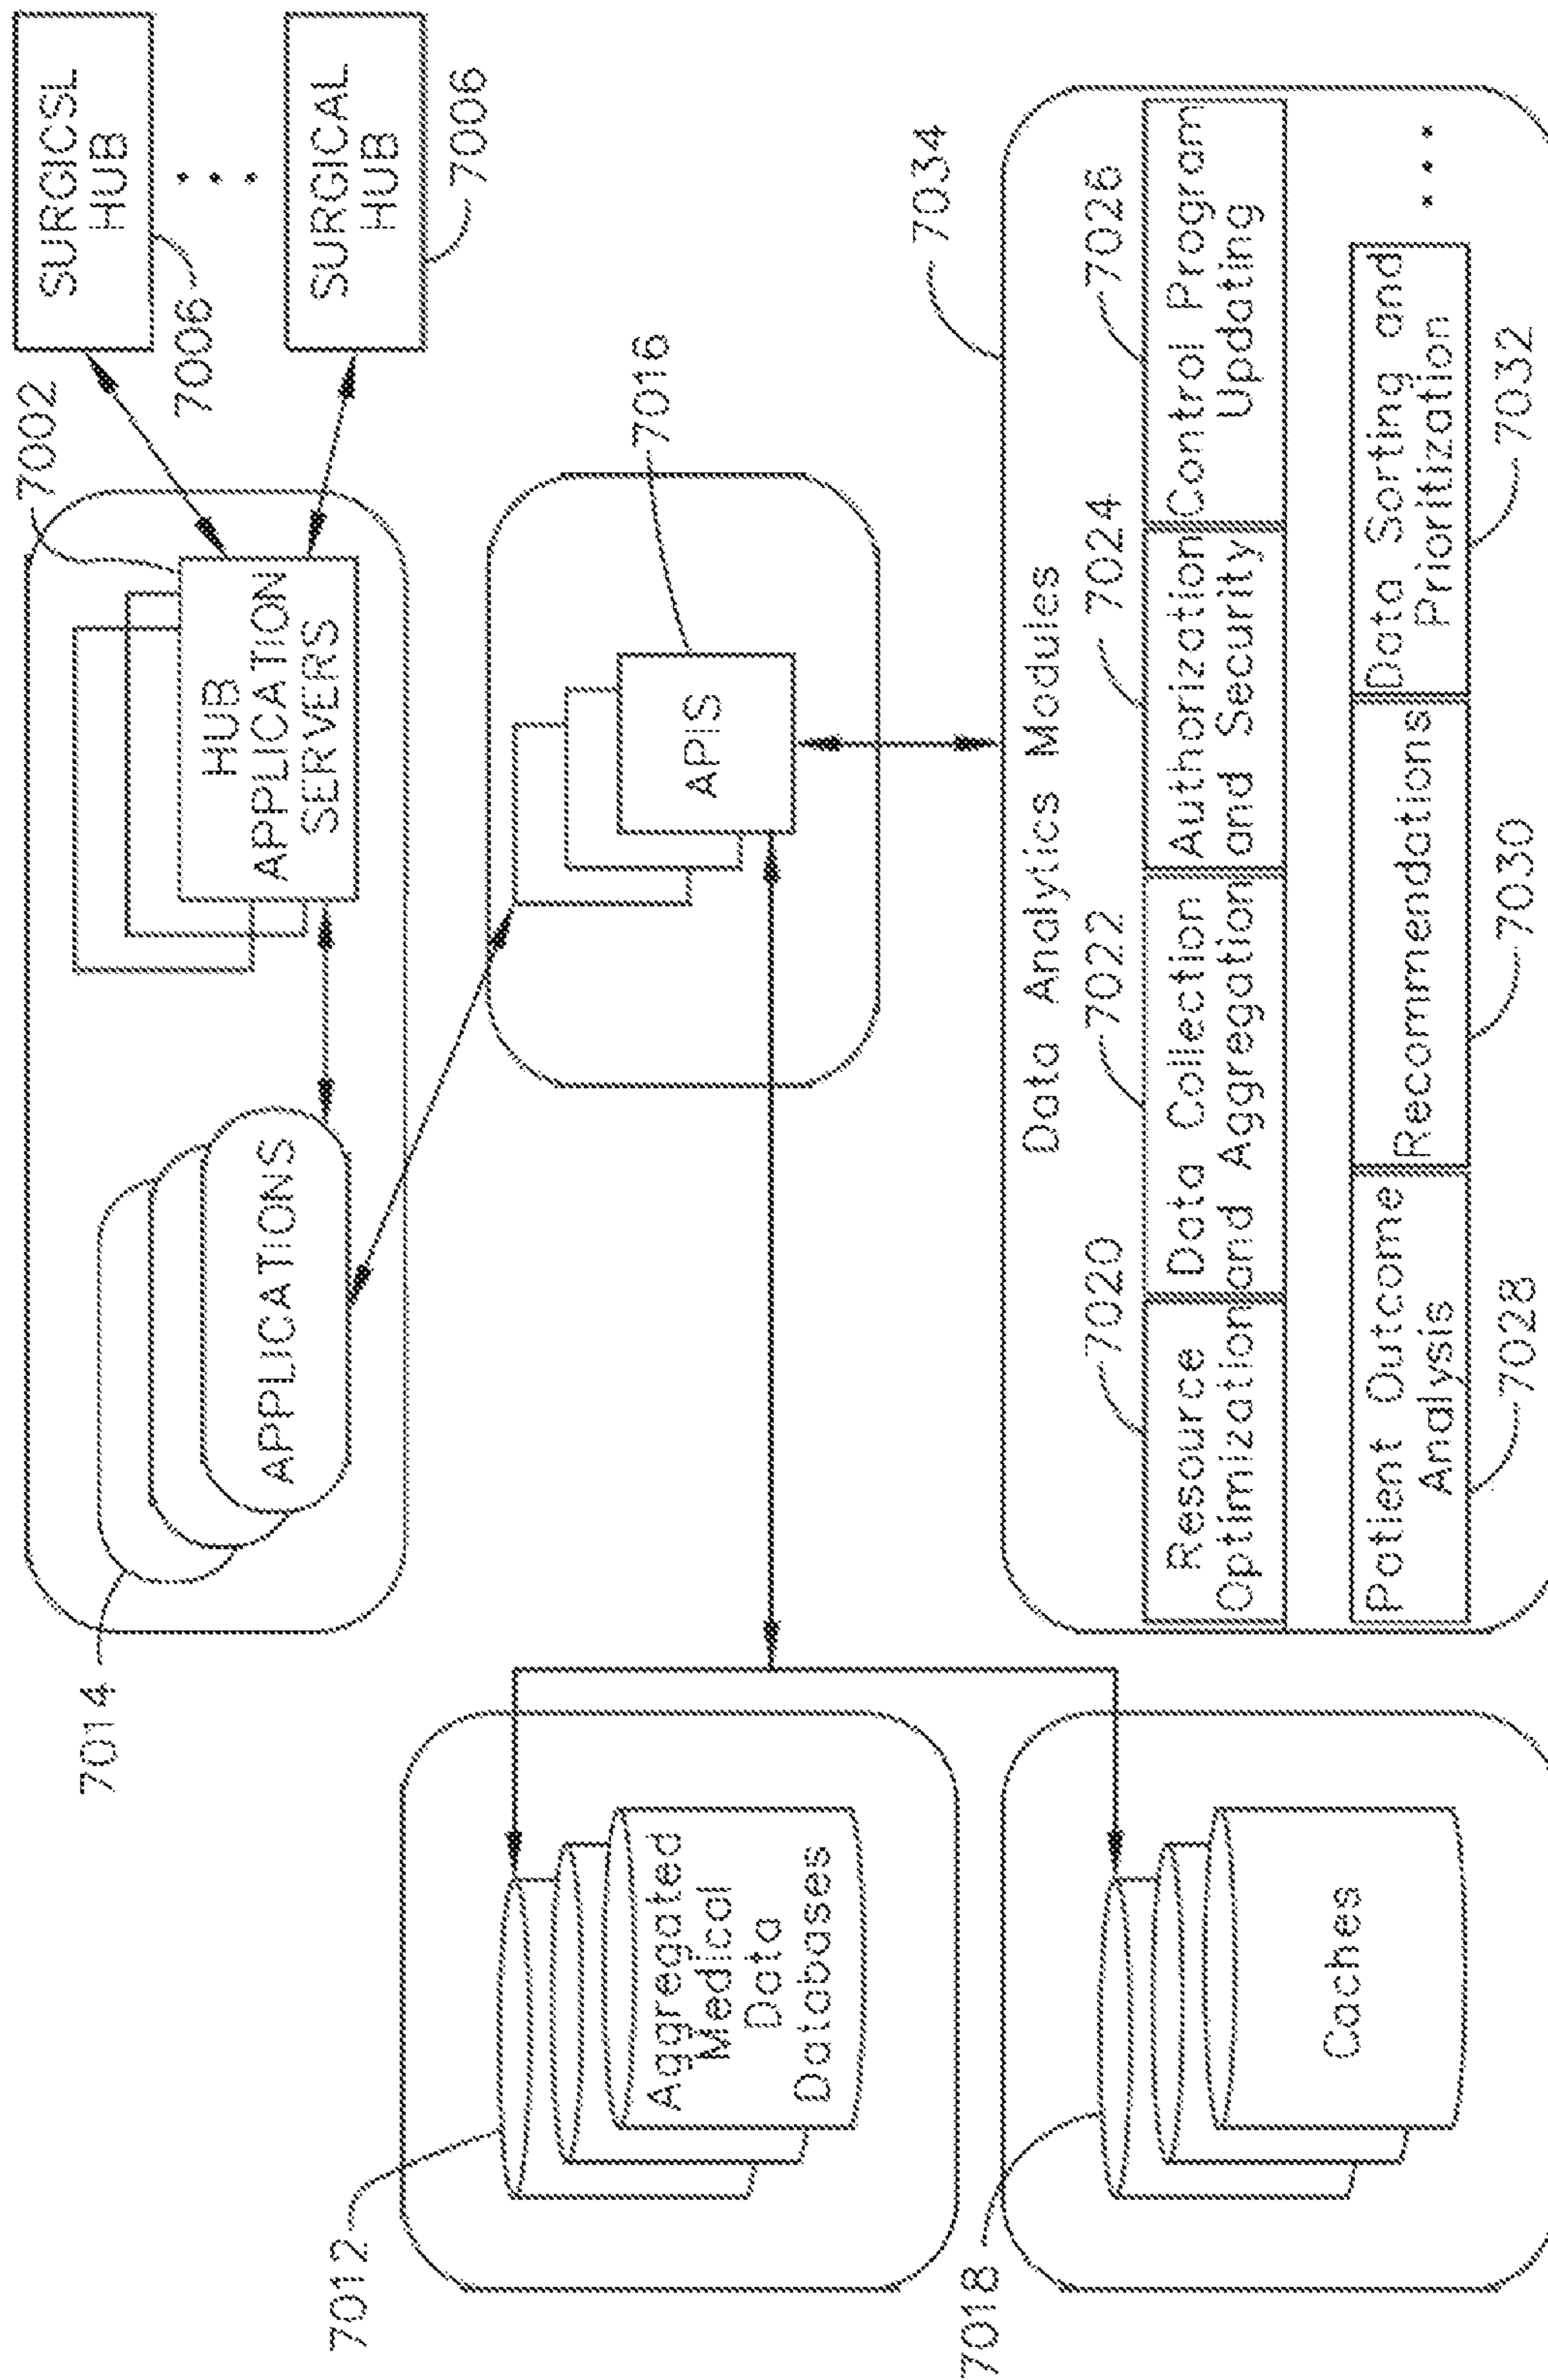 SURGICSL
HUB
7002
7006
SURGICAL
HUB
7006
7014
APPLICATIONS
HUB
APPLICATION
SERVERS
7012
Aggregated
Medical
Data
Databases
7016
APIS
7034
Data Analytics Modules
7020
7022
7024
7026
Resource
Optimization
Data Collection
and Aggregation
Authorization
and Security
Control Program
Updating
Patient Outcome
Analysis
Recommendations
Data Sorting and
Prioritization
7028
7030
7032
7018
Caches